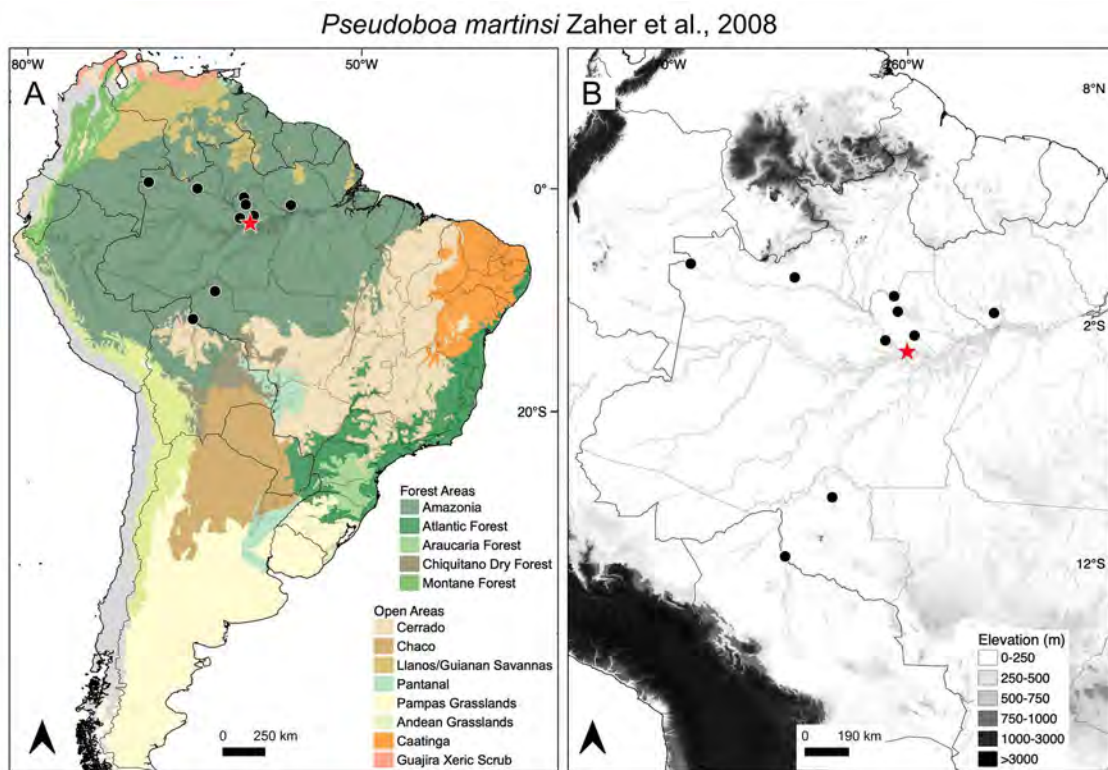 Pseudoboa martinsi Zaher et al., 2008
80°W
50°W
A
0°
20°S
Forest Areas
Amazonia
Atlantic Forest
Araucaria Forest
Chiquitano Dry Forest
Montane Forest
Open Areas
Cerrado
Chaco
Llanos/Guianan Savannas
Pantanal
Pampas Grasslands
Andean Grasslands
Caatinga
Guajira Xeric Scrub
0 250 km
B
70°W
260°W
8°N
2°S
12°S
Elevation (m)
0-250
250-500
500-750
750-1000
1000-3000
>3000
0 190 km